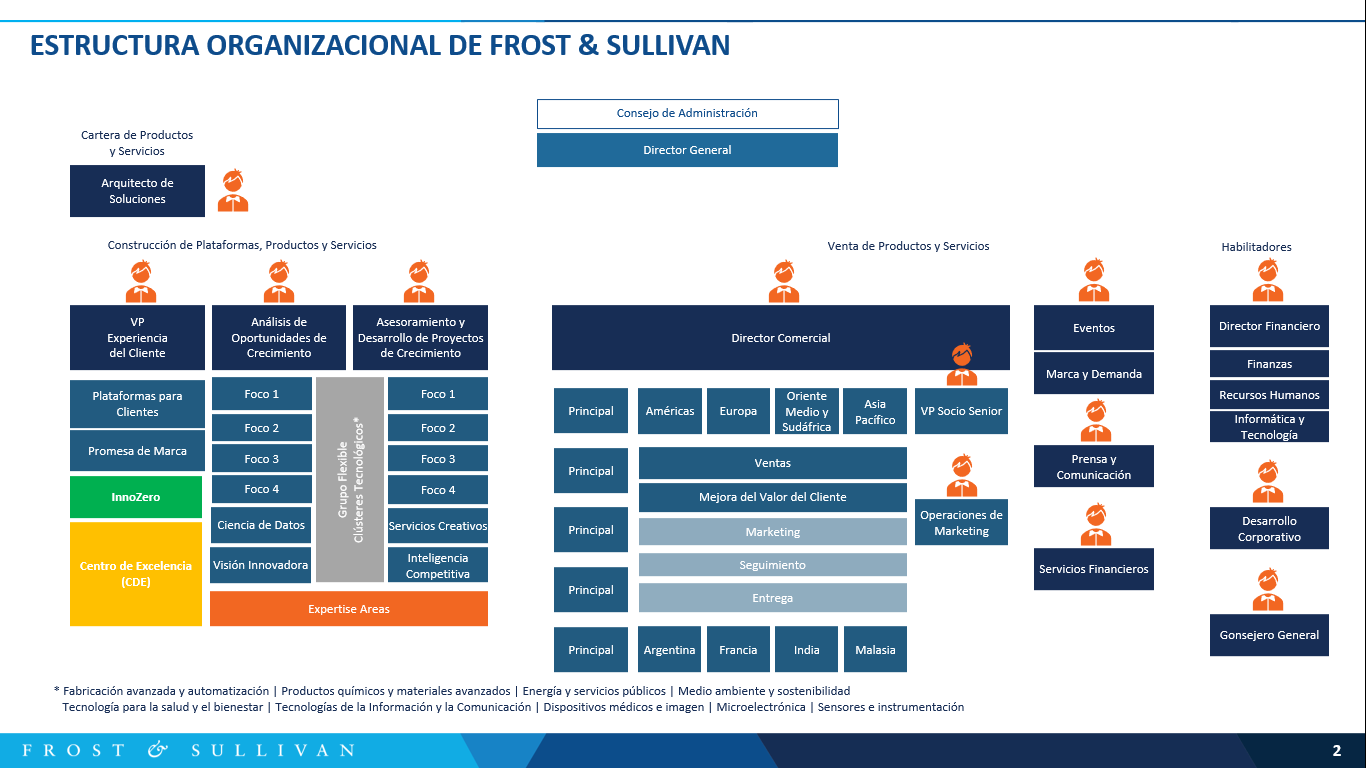 ESTRUCTURA ORGANIZACIONAL DE FROST & SULLIVAN
Consejo de Administración
Director General
Cartera de Productos
y Servicios
Arquitecto de
Soluciones
Construcción de Plataformas, Productos y Servicios
VP
Experiencia
del Cliente
Análisis de
Oportunidades de
Crecimiento
Asesoramiento y
Desarrollo de Proyectos
de Crecimiento
Plataformas para
Clientes
Promesa de Marca
InnoZero
Centro de Excelencia
(CDE)
Foco 1
Foco 2
Foco 3
Foco 4
Ciencia de Datos
Visión Innovadora
Grupo Flexible
Clústeres Tecnológicos*
Foco 1
Foco 2
Foco 3
Foco 4
Servicios Creativos
Inteligencia
Competitiva
Expertise Areas
Venta de Productos y Servicios
Director Comercial
Principal
Américas
Europa
Oriente
Medio y
Sudáfrica
Asia
Pacífico
VP Socio Senior
Principal
Ventas
Mejora del Valor del Cliente
Principal
Marketing
Seguimiento
Principal
Entrega
Operaciones de
Marketing
Principal
Argentina
Francia
India
Malasia
Eventos
Marca y Demanda
Prensa y
Comunicación
Servicios Financieros
Habilitadores
Director Financiero
Finanzas
Recursos Humanos
Informática y
Tecnología
Desarrollo
Corporativo
Gonsejero General
* Fabricación avanzada y automatización | Productos químicos y materiales avanzados | Energía y servicios públicos | Medio ambiente y sostenibilidad
Tecnología para la salud y el bienestar | Tecnologías de la Información y la Comunicación | Dispositivos médicos e imagen | Microelectrónica | Sensores e instrumentación
FROST & SULLIVAN
2